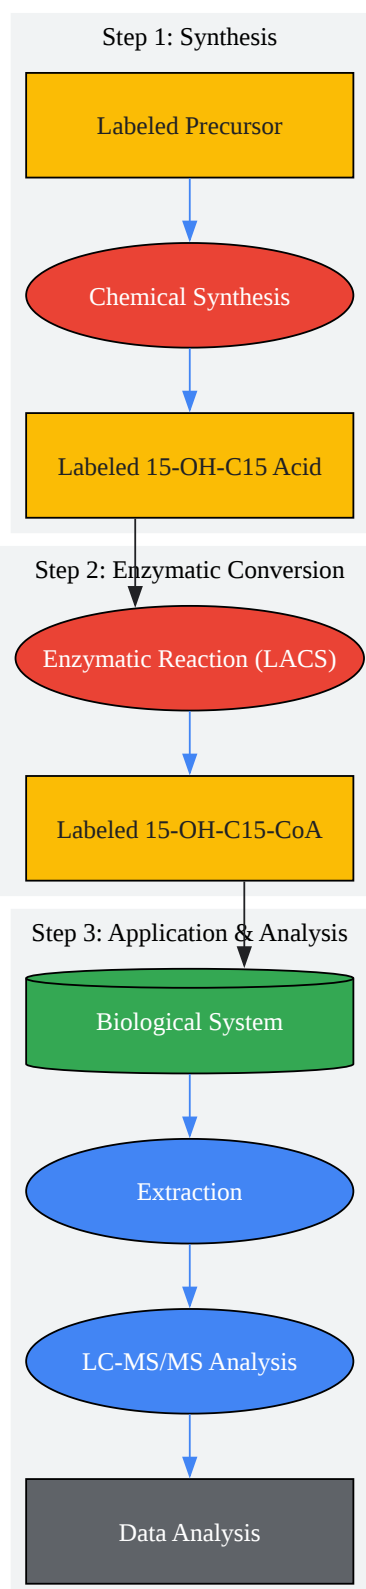 Step 1: Synthesis
Labeled Precursor
Chemical Synthesis
Labeled 15-OH-C15 Acid
Step 2: Enzymatic Conversion
Enzymatic Reaction (LACS)
Labeled 15-OH-C15-CoA
Step 3: Application & Analysis
Biological System
Extraction
LC-MS/MS Analysis
Data Analysis